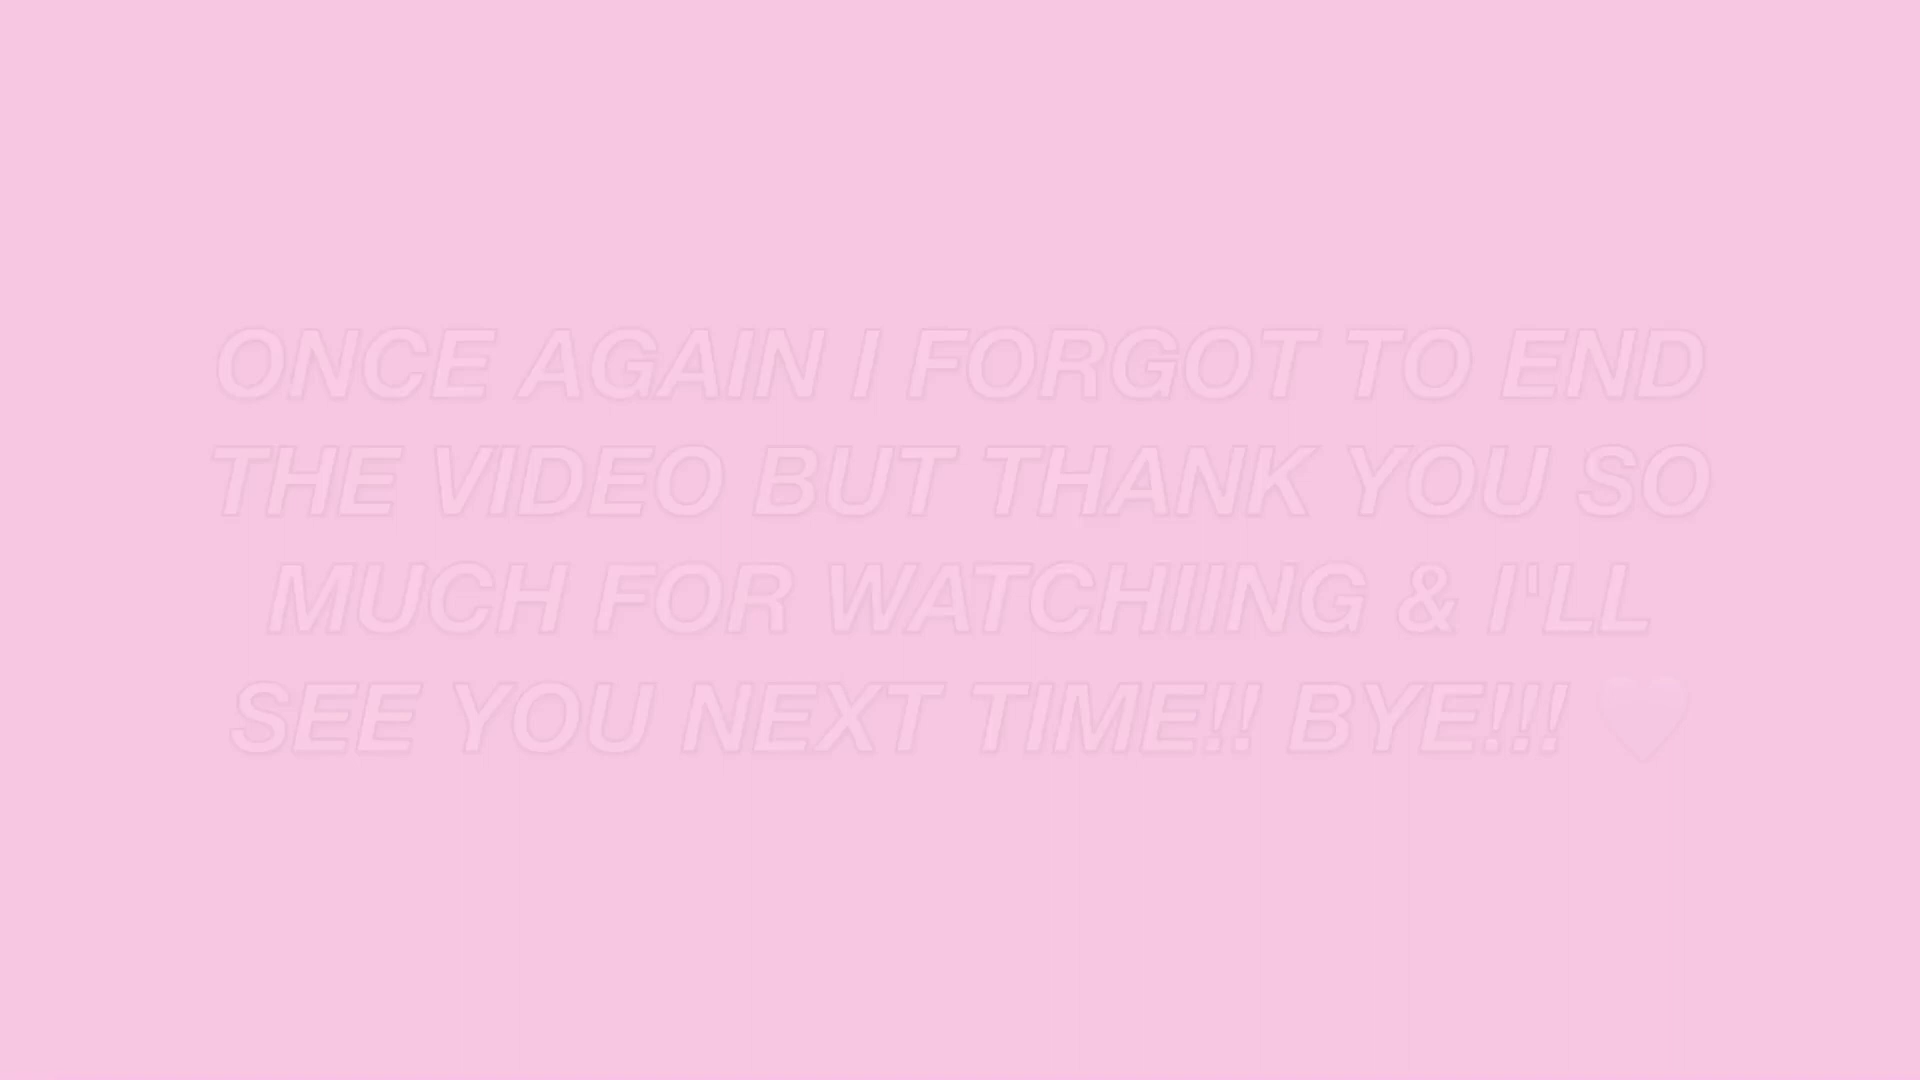 ONCE AGAIN I FORGOT TO END
THE VIDEO BUT THANK YOU SO
MUCH FOR WATCHIING & I'LL
SEE YOU NEXT TIME!! BYE!!! 🩷